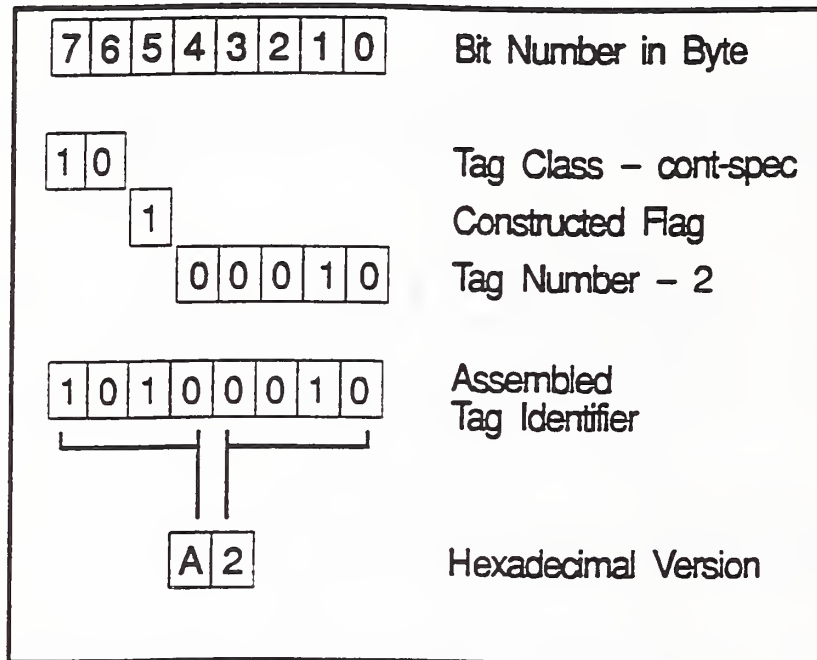 7 6 5 4 3 2 1 0 Bit Number in Byte
1 0 Tag Class – cont-spec
1 Constructed Flag
0 0 0 1 0 Tag Number – 2
1 0 1 0 0 0 1 0 Assembled
Tag Identifier
A 2 Hexadecimal Version